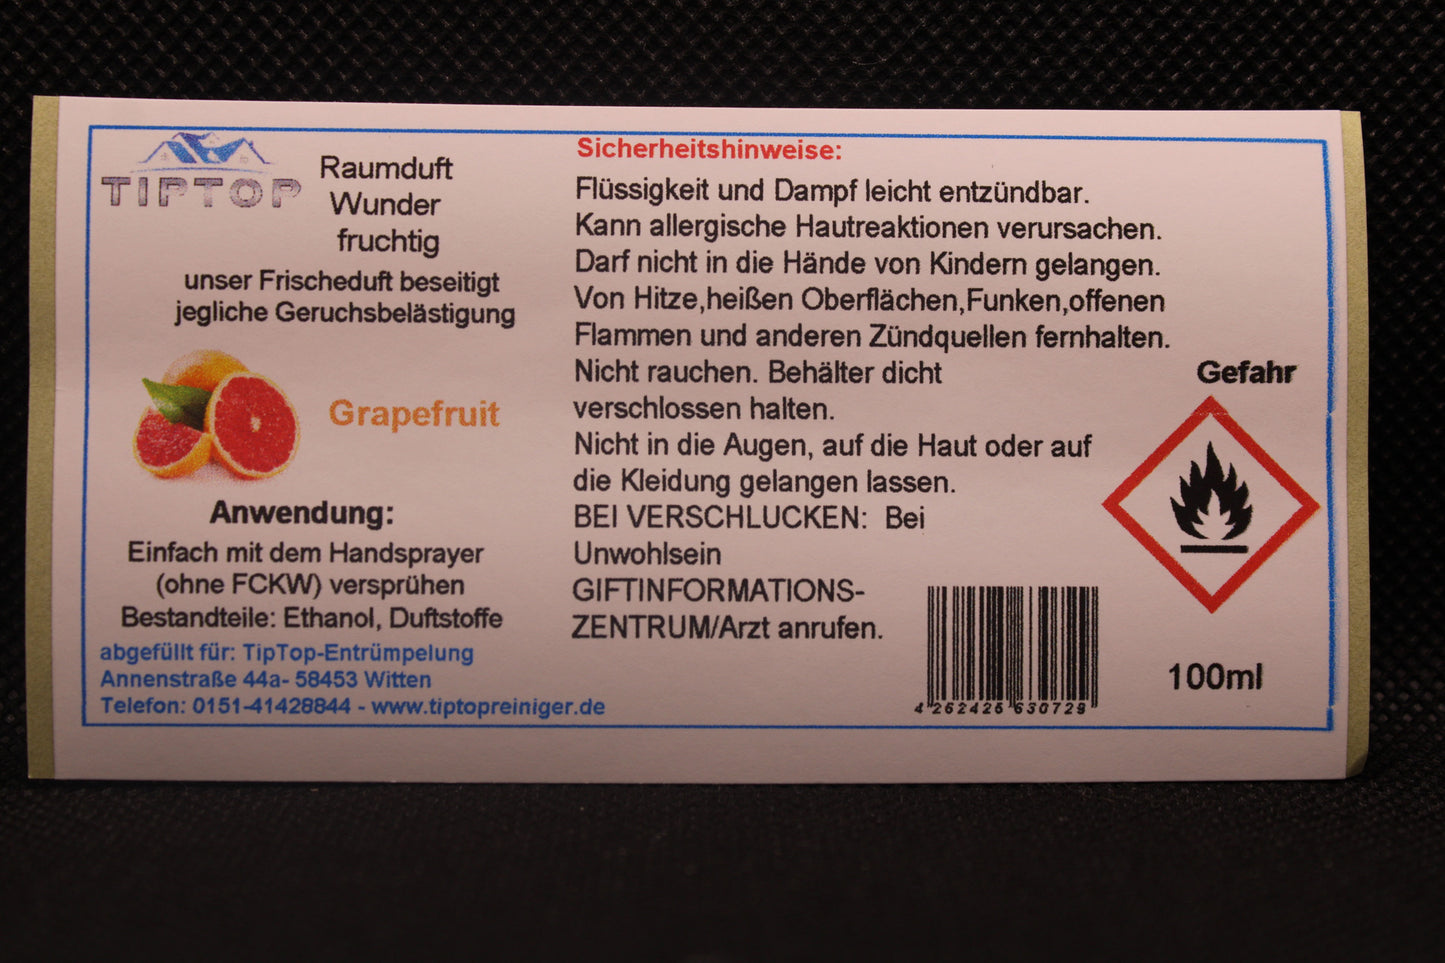 TIPTOP
Raumduft
Wunder
fruchtig
unser Frischeduft beseitigt
jegliche Geruchsbelästigung
Grapefruit
Anwendung:
Einfach mit dem Handsprayer
(ohne FCKW) versprühen
Bestandteile: Ethanol, Duftstoffe
abgefüllt für: TipTop-Entrümpelung
Annenstraße 44a- 58453 Witten
Telefon: 0151-41428844 - www.tiptopreiniger.de
Sicherheitshinweise:
Flüssigkeit und Dampf leicht entzündbar.
Kann allergische Hautreaktionen verursachen.
Darf nicht in die Hände von Kindern gelangen.
Von Hitze,heißen Oberflächen,Funken,offenen
Flammen und anderen Zündquellen fernhalten.
Nicht rauchen. Behälter dicht
verschlossen halten.
Nicht in die Augen, auf die Haut oder auf
die Kleidung gelangen lassen.
BEI VERSCHLUCKEN: Bei
Unwohlsein
GIFTINFORMATIONS-
ZENTRUM/Arzt anrufen.
Gefahr
100ml
4 262426 630729